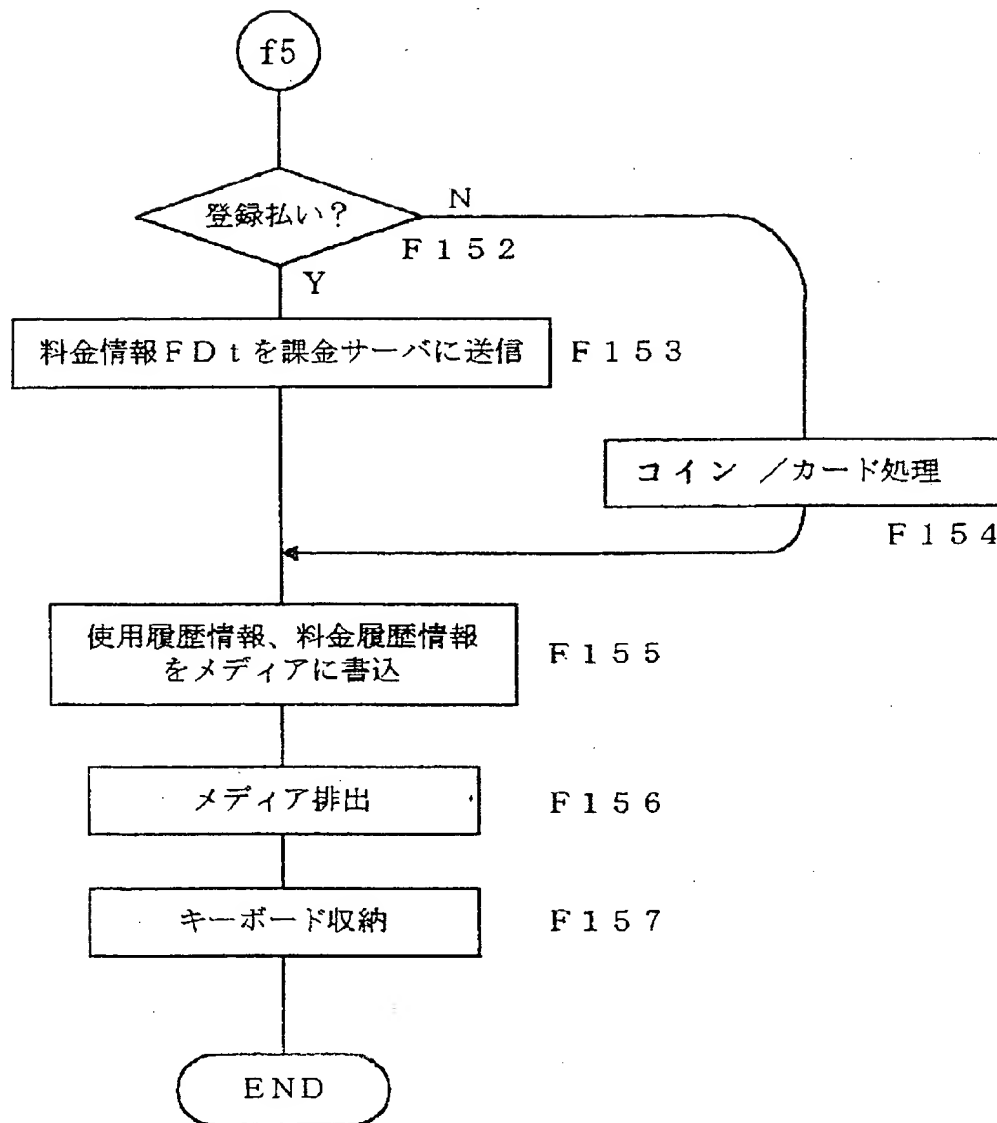 f5
登録払い？
N
F152
Y
料金情報FDtを課金サーバに送信
F153
コイン ／カード処理
F154
使用履歴情報、料金履歴情報
をメディアに書込
F155
メディア排出
F156
キーボード収納
F157
END